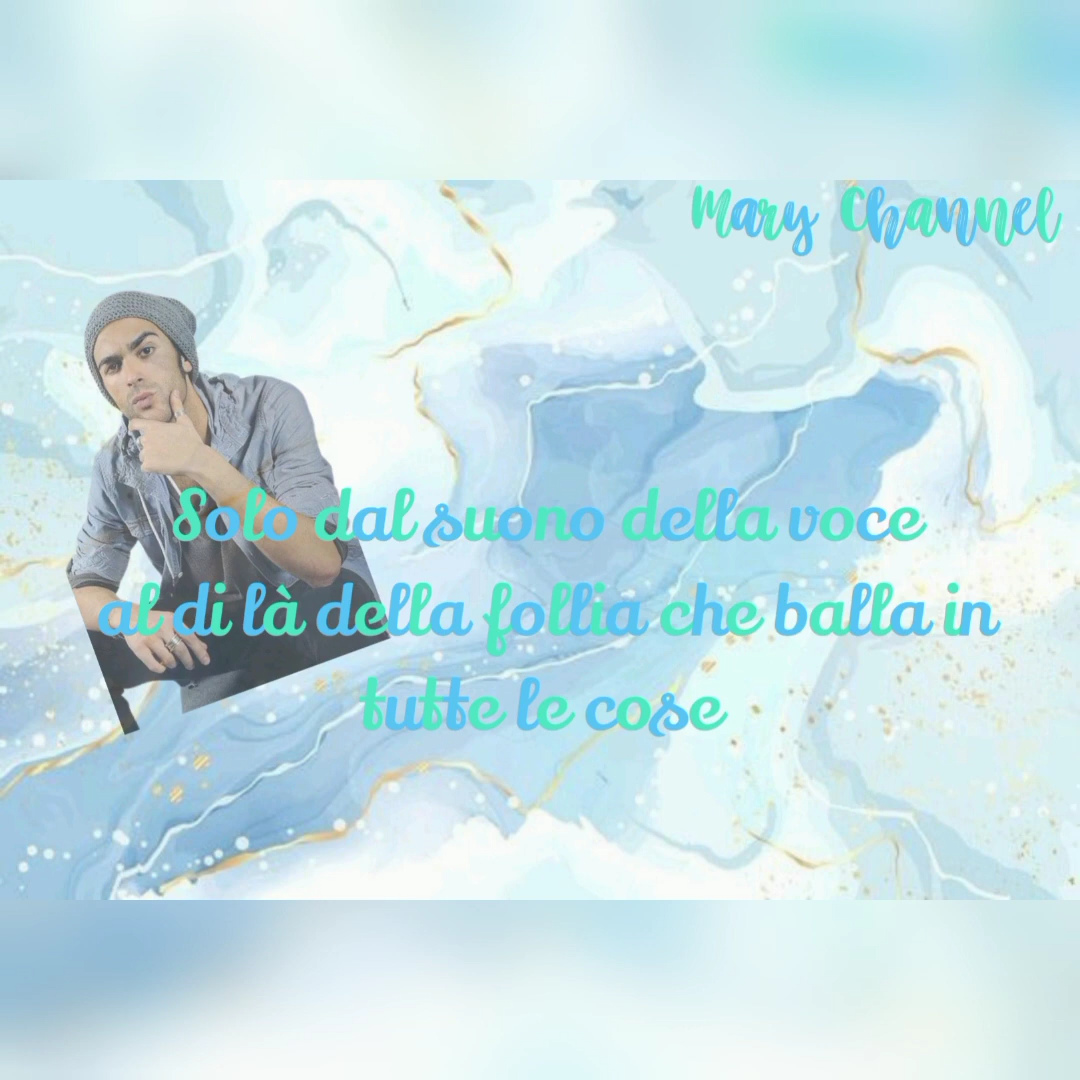 Mary Channel
Solo dal suono della voce
al di là della follia che balla in
tutte le cose